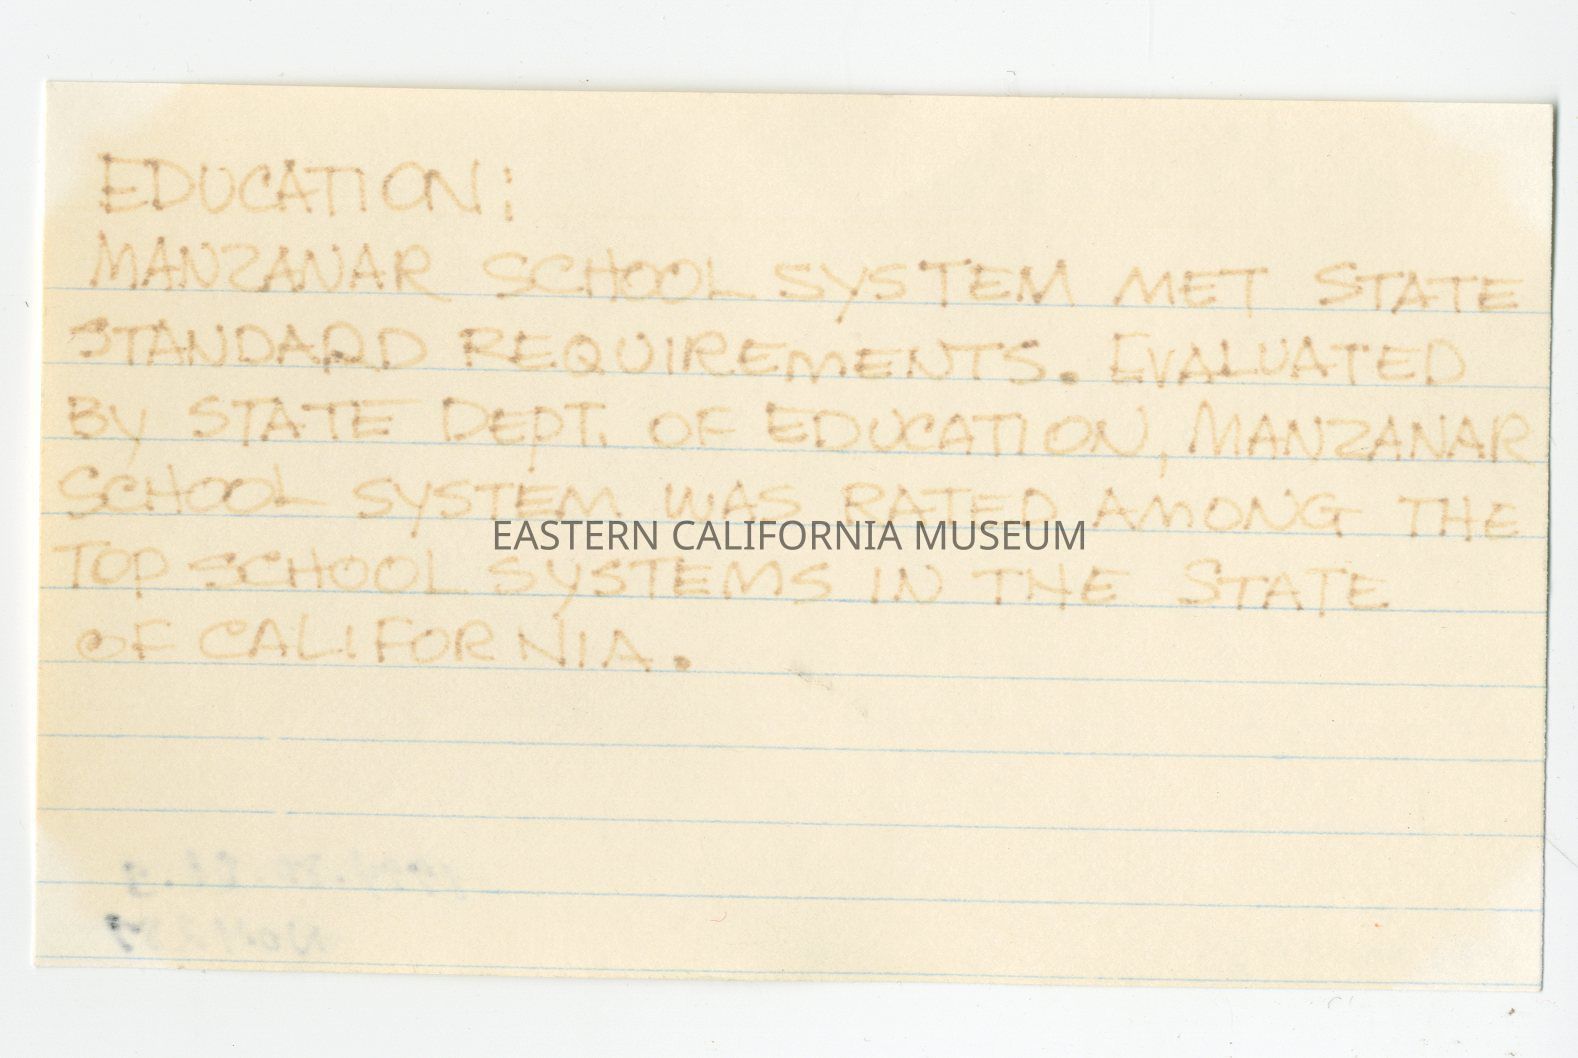 EDUCATION:
MANZANAR SCHOOL SYSTEM MET STATE
STANDARD REQUIREMENTS. EVALUATED
BY STATE DEPT. OF EDUCATION, MANZANAR
SCHOOL SYSTEM WAS RATED AMONG THE
EASTERN CALIFORNIA MUSEUM
TOP SCHOOL SYSTEMS IN THE STATE
OF CALIFORNIA.